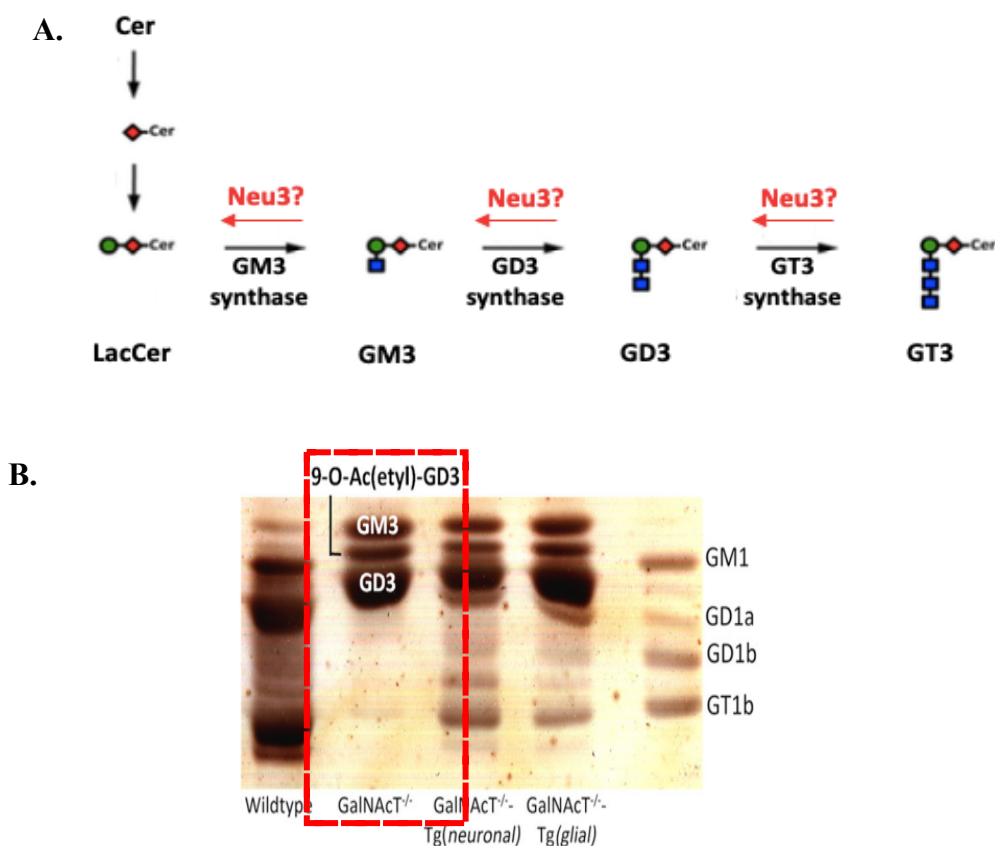 A.
Cer
Cer
Neu3?
Neu3?
Neu3?
Cer
Cer
Cer
Cer
GM3
synthase
GD3
synthase
GT3
synthase
LacCer
GM3
GD3
GT3
B.
9-O-Ac(etyl)-GD3
GM3
GD3
GM1
GD1a
GD1b
GT1b
Wildtype
GalNAcT-/-
GalNAcT-/--
Tg(neuronal)
GalNAcT-/--
Tg(glial)